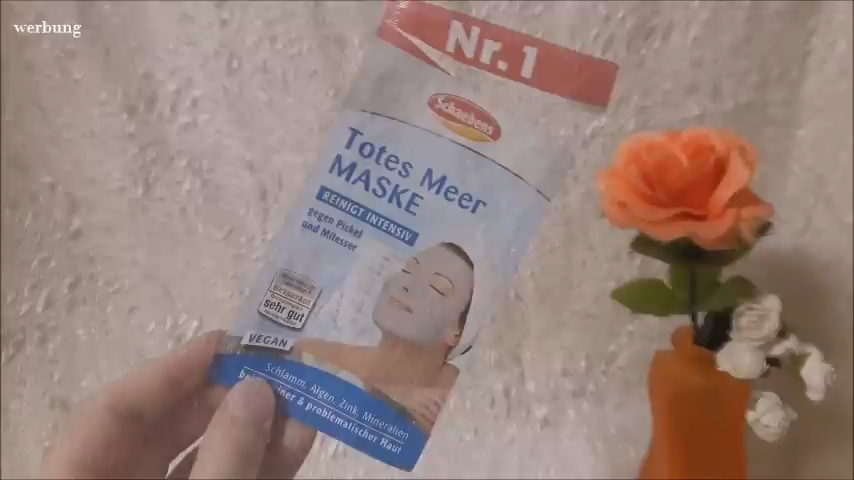 werbung
Nr. 1
Schaebens
Totes Meer
MASKE
REINIGT INTENSIV
gegen Pickel
und Mitesser
Wirksamkeit
sehr gut
VEGAN
Schlamm, Algen, Zink, Mineralien
& problematischer Haut